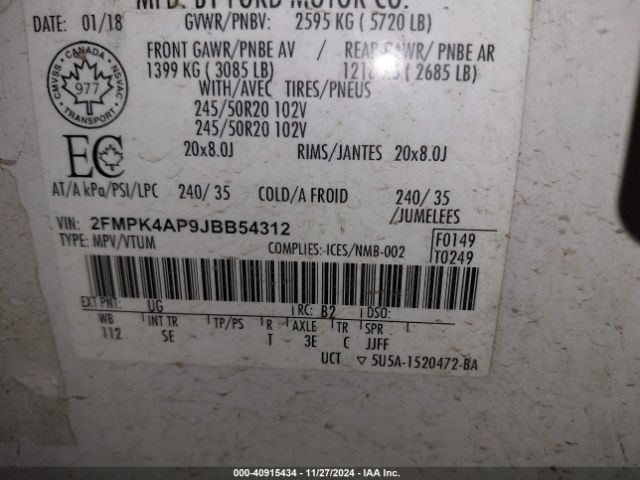 MFD. BY FORD MOTOR CO.
DATE: 01/18 GVWR/PNBV: 2595 KG ( 5720 LB)
FRONT GAWR/PNBE AV / REAR GAWR/ PNBE AR
1399 KG ( 3085 LB) ( 2685 LB)
WITH/AVEC TIRES/PNEUS
245/50R20 102V
245/50R20 102V
20x8.0J RIMS/JANTES 20x8.0J
CANADA
CMVSS NSVAC
977
TRANSPORT
EC
AT/A kPa/PSI/LPC 240/ 35 COLD/A FROID 240/ 35
/JUMELEES
VIN: 2FMPK4AP9JBB54312
TYPE: MPV/VTUM COMPLIES: ICES/NMB-002
F0149
T0249
EXT PNT: UG RC: B2 DSO:
WB INT TR TP/PS R AXLE TR SPR
112 SE T 3E C JJFF
UCT ▽ 5U5A-1520472-BA
000-40915434 - 11/27/2024 - IAA Inc.